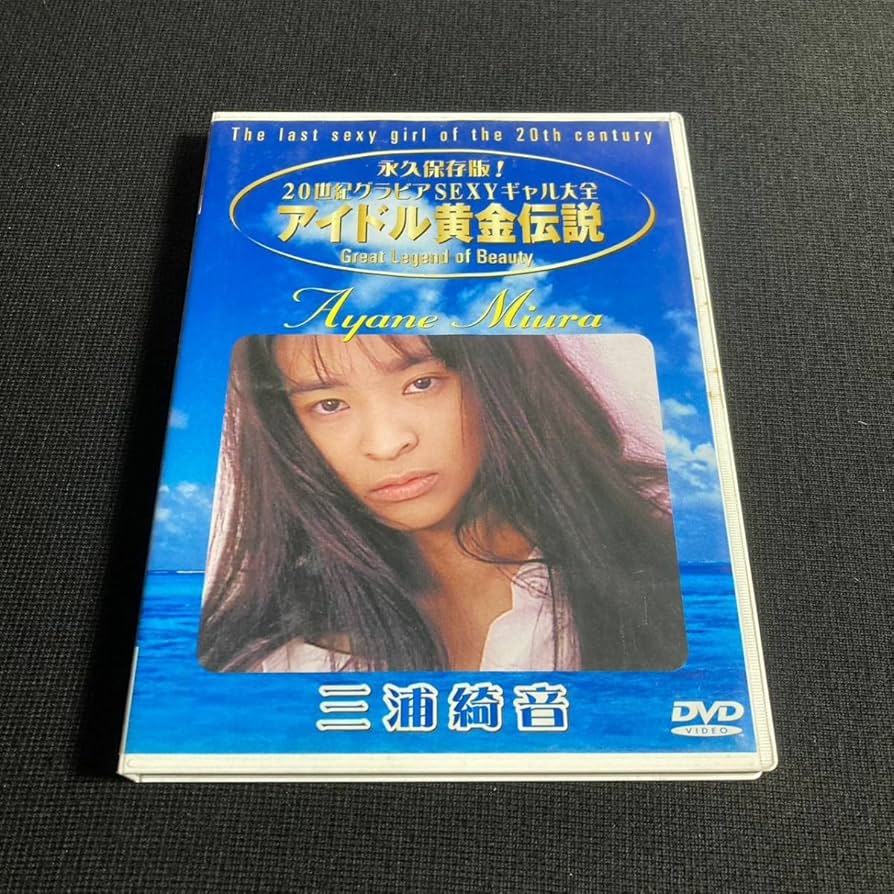 The last sexy girl of the 20th century
永久保存版!
20世紀グラビアSEXYギャル大全
アイドル黄金伝説
Great Legend of Beauty
Ayane Miura
三浦綺音
DVD
VIDEO